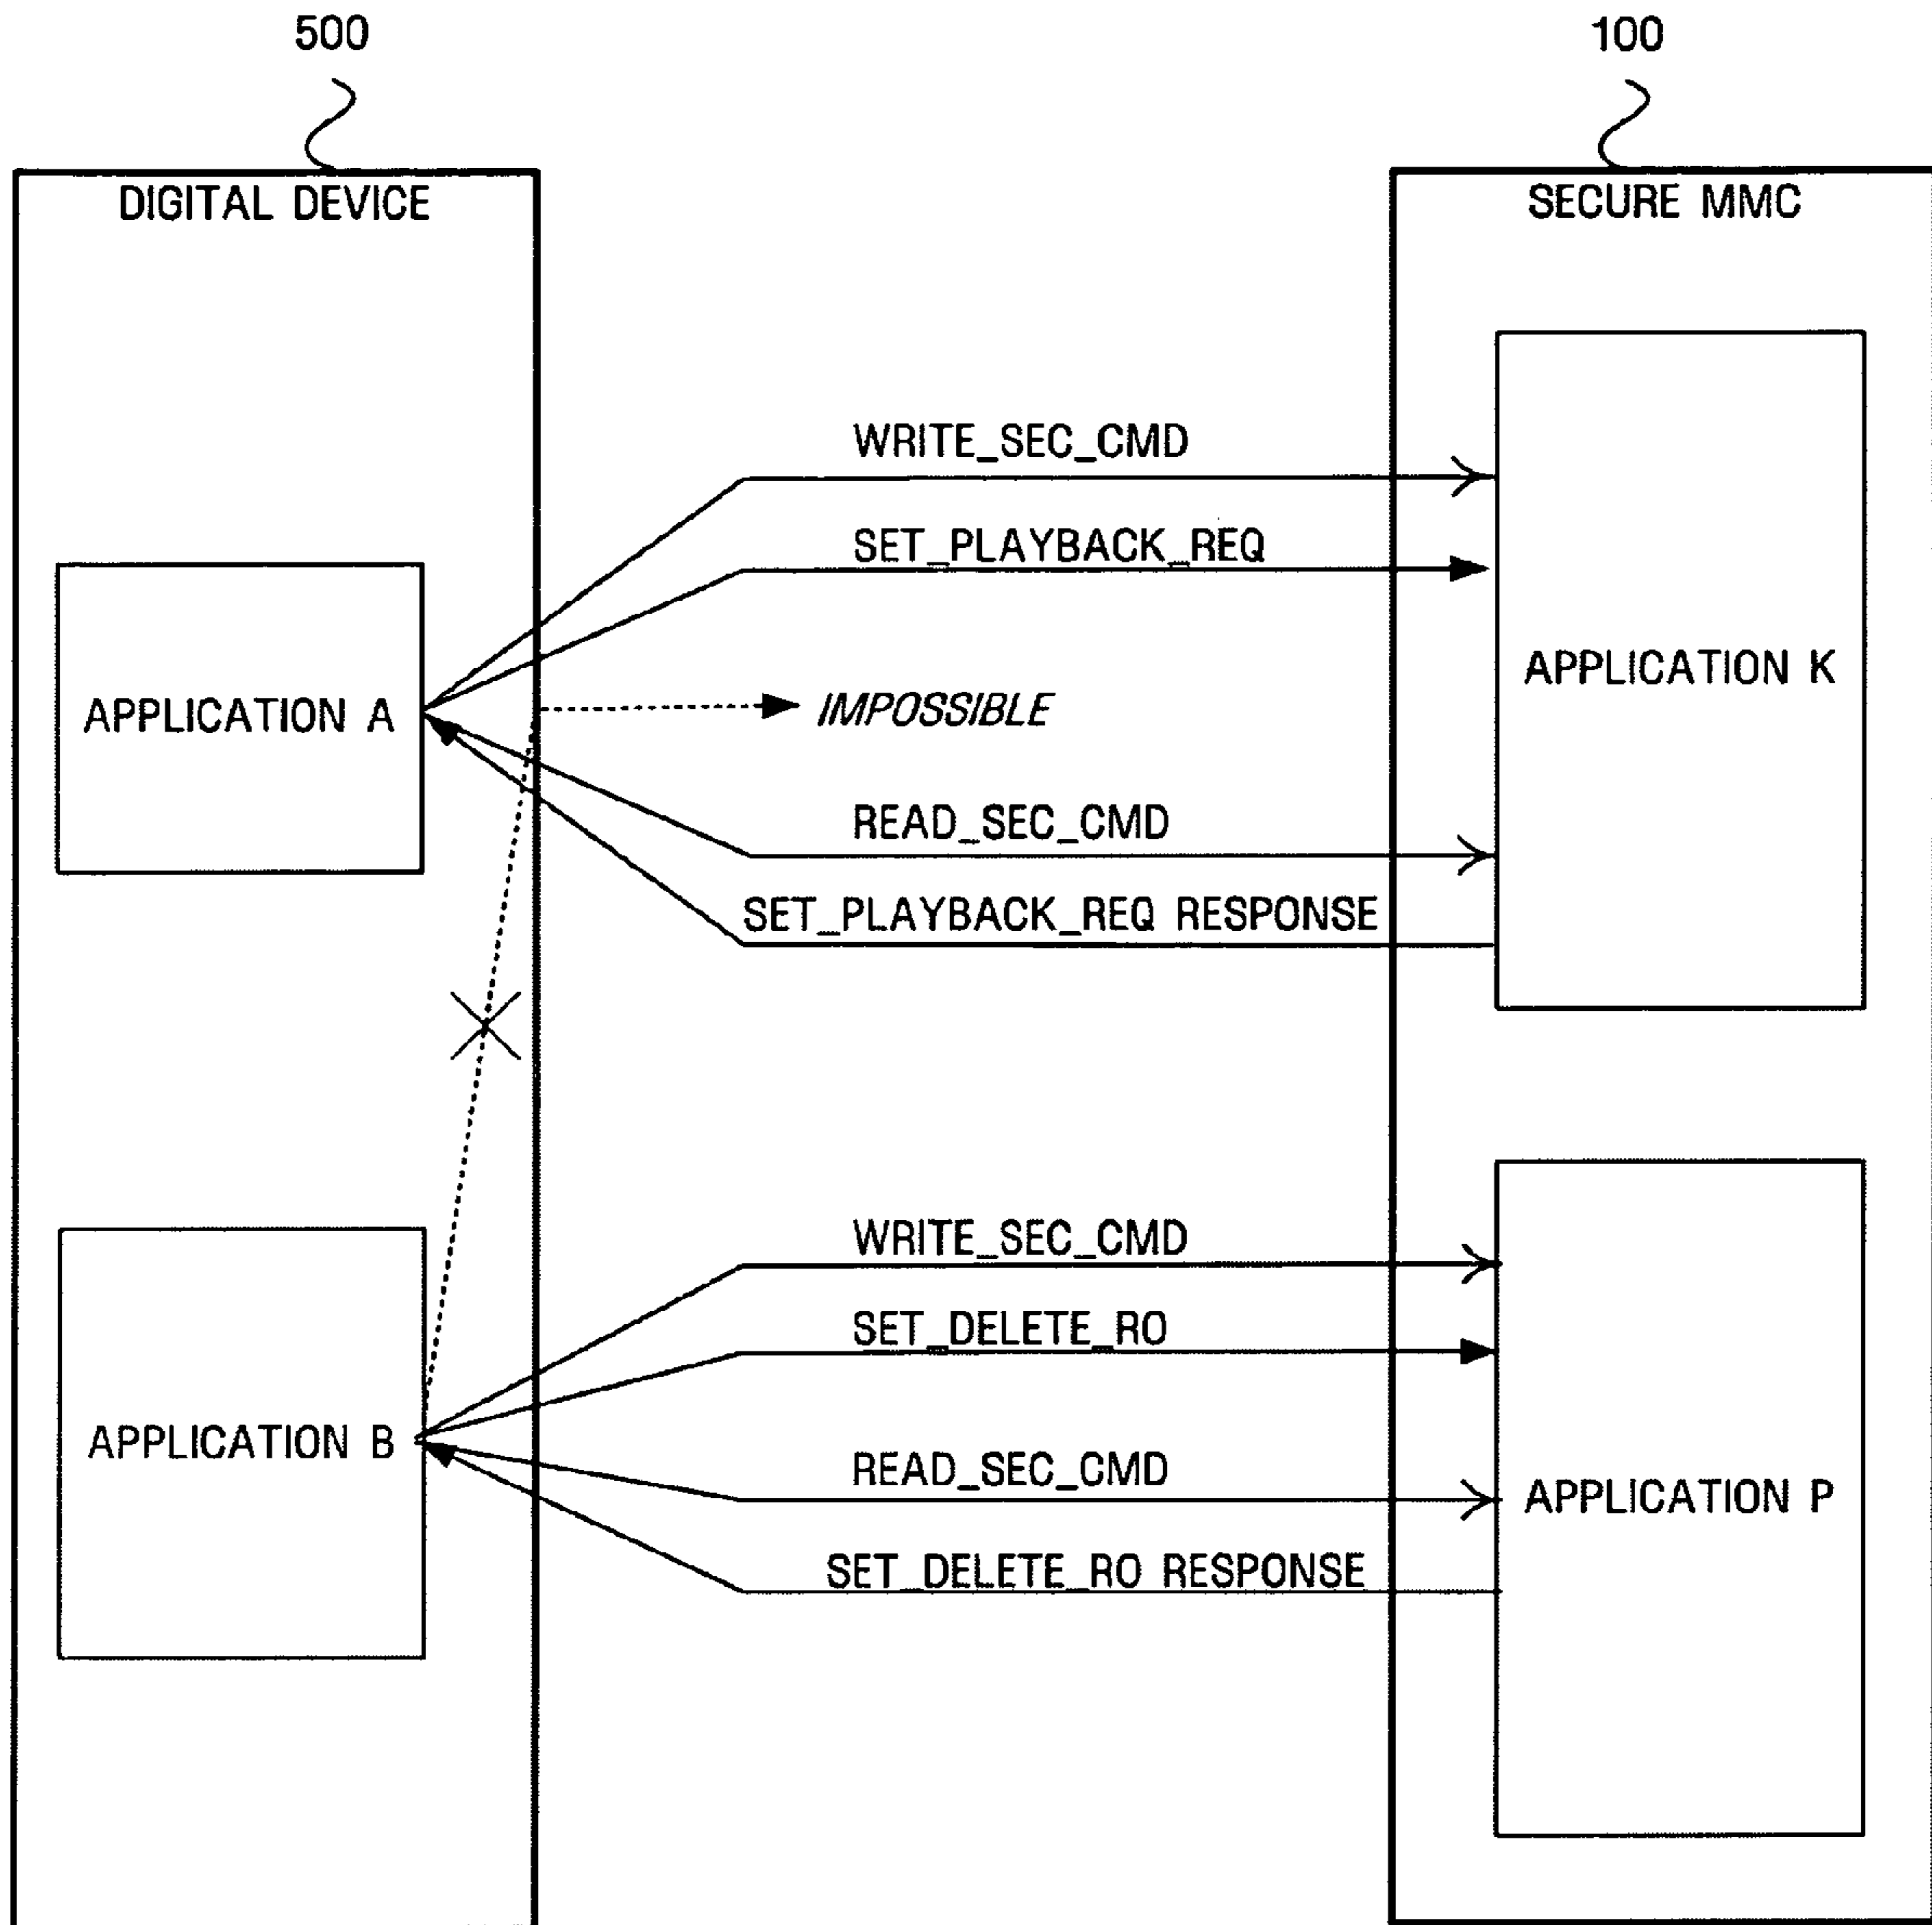 500
100
DIGITAL DEVICE
SECURE MMC
WRITE_SEC_CMD
SET_PLAYBACK_REQ
APPLICATION K
APPLICATION A
IMPOSSIBLE
READ_SEC_CMD
SET_PLAYBACK_REQ RESPONSE
WRITE_SEC_CMD
SET_DELETE_RO
APPLICATION B
READ_SEC_CMD
APPLICATION P
SET_DELETE_RO RESPONSE